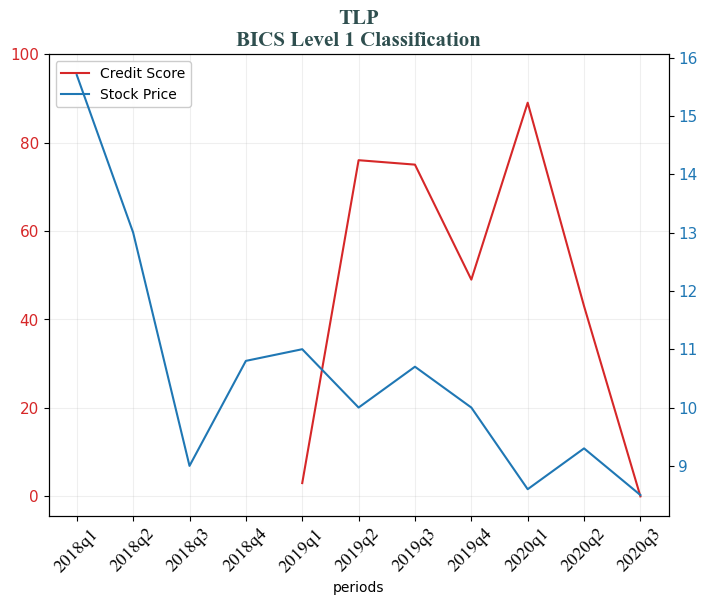 TLP
BICS Level 1 Classification
Credit Score
Stock Price
100
80
60
40
20
0
16
15
14
13
12
11
10
9
2018q1
2018q2
2018q3
2018q4
2019q1
2019q2
2019q3
2019q4
2020q1
2020q2
2020q3
periods